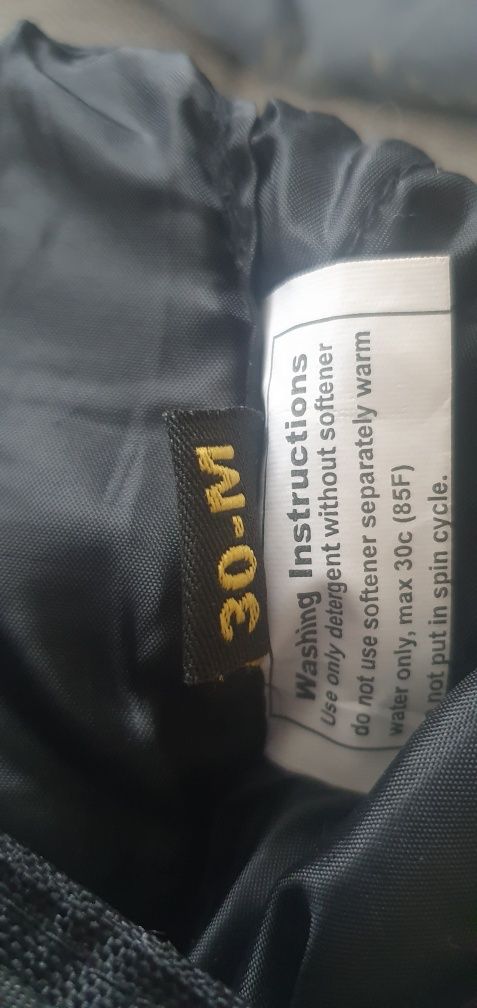 30-M
Washing Instructions
Use only detergent without softener
do not use softener separately warm
water only, max 30c (85F)
not put in spin cycle.